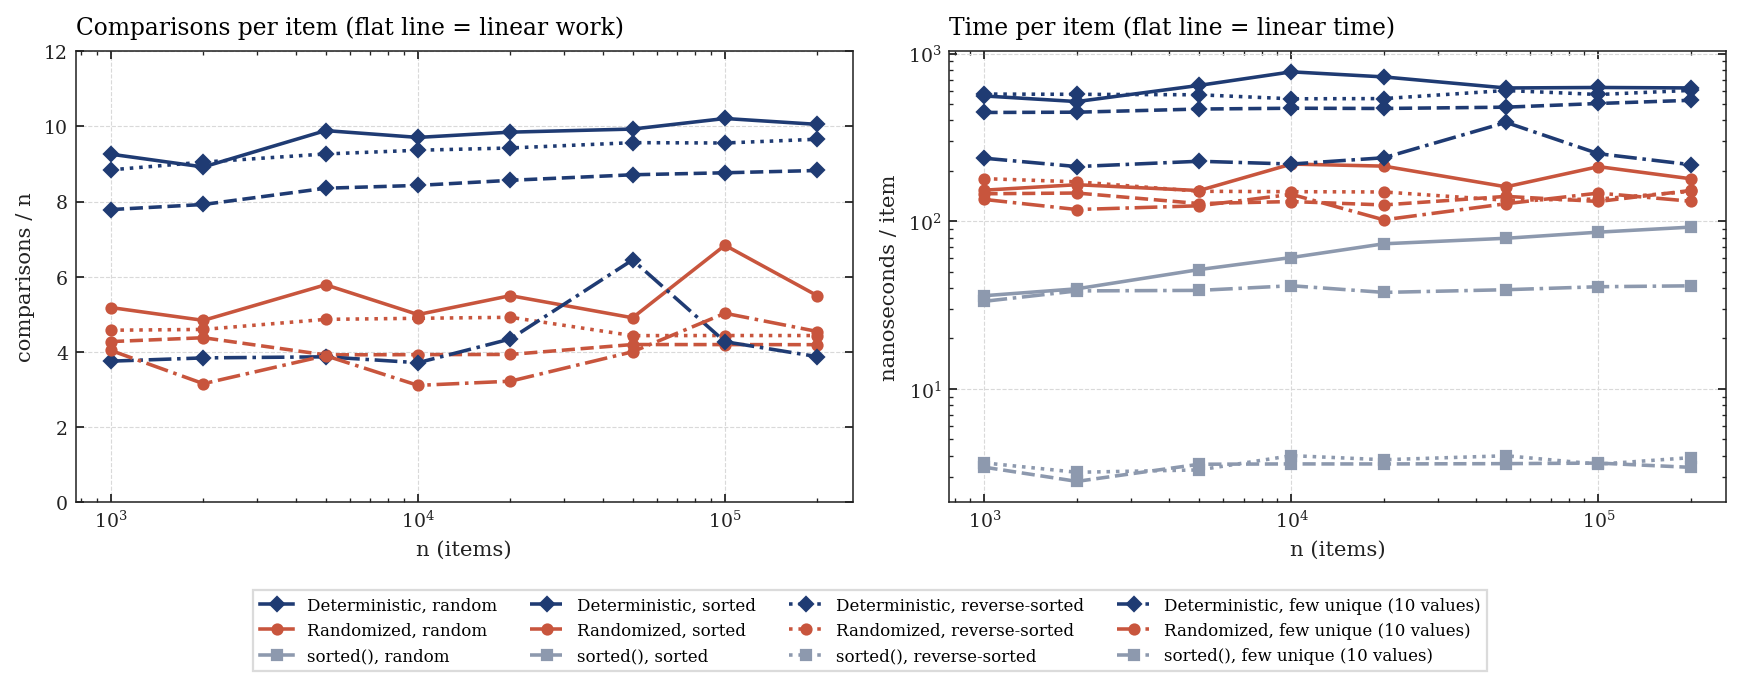 Comparisons per item (flat line = linear work)
12
10
8
6
4
2
0
comparisons / n
10³
10⁴
10⁵
n (items)
Time per item (flat line = linear time)
10³
10²
10¹
nanoseconds / item
10³
10⁴
10⁵
n (items)
Deterministic, random
Deterministic, sorted
Deterministic, reverse-sorted
Deterministic, few unique (10 values)
Randomized, random
Randomized, sorted
Randomized, reverse-sorted
Randomized, few unique (10 values)
sorted(), random
sorted(), sorted
sorted(), reverse-sorted
sorted(), few unique (10 values)